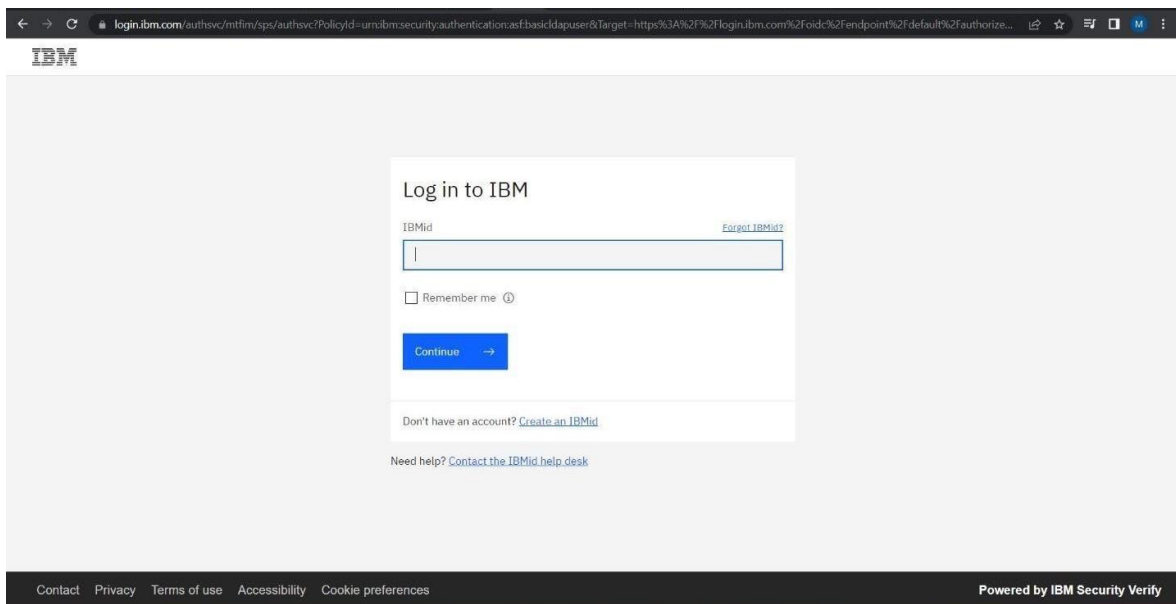 login.ibm.com/authsvc/mtfim/sps/authsvc?PolicyId=urn:ibm:security:authentication:asf:basicldapuser&Target=https%3A%2F%2Flogin.ibm.com%2Foidc%2Fendpoint%2Fdefault%2Fauthorize... M
IBM
Log in to IBM
IBMid Forgot IBMid?
Remember me
Continue →
Don't have an account? Create an IBMid
Need help? Contact the IBMid help desk
Contact Privacy Terms of use Accessibility Cookie preferences Powered by IBM Security Verify